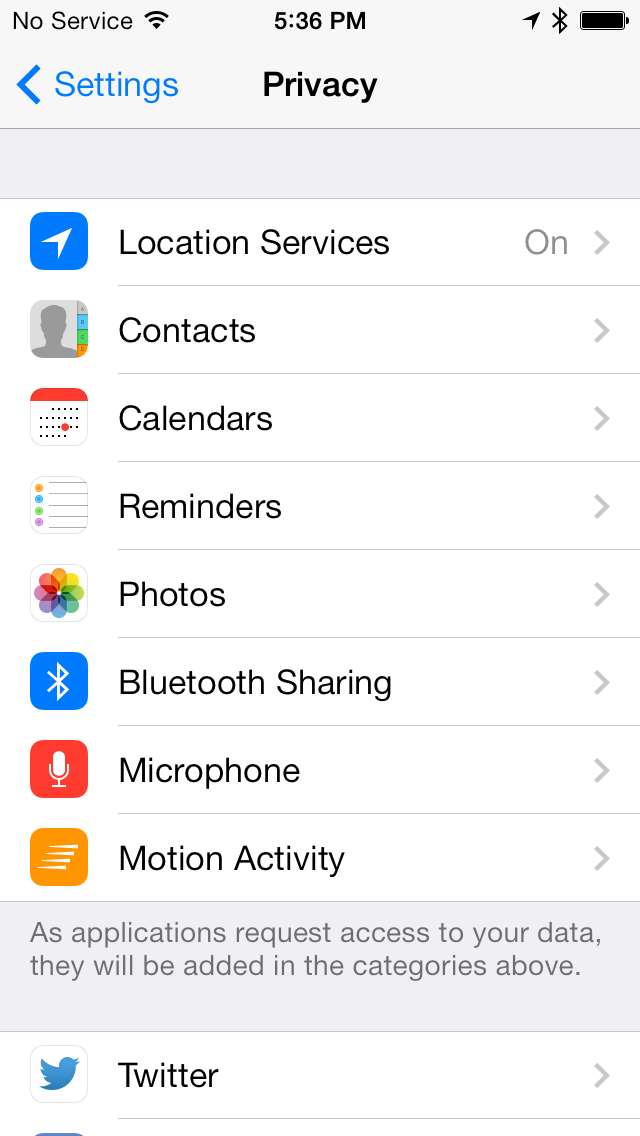 No Service 5:36 PM
Settings Privacy
Location Services On
Contacts
Calendars
Reminders
Photos
Bluetooth Sharing
Microphone
Motion Activity
As applications request access to your data,
they will be added in the categories above.
Twitter